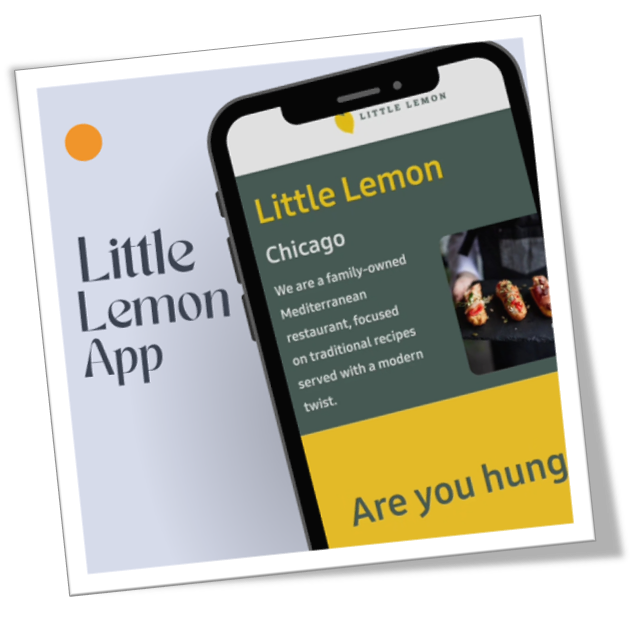 Little
Lemon
App
LITTLE LEMON
Little Lemon
Chicago
We are a family-owned
Mediterranean
restaurant, focused
on traditional recipes
served with a modern
twist.
Are you hung